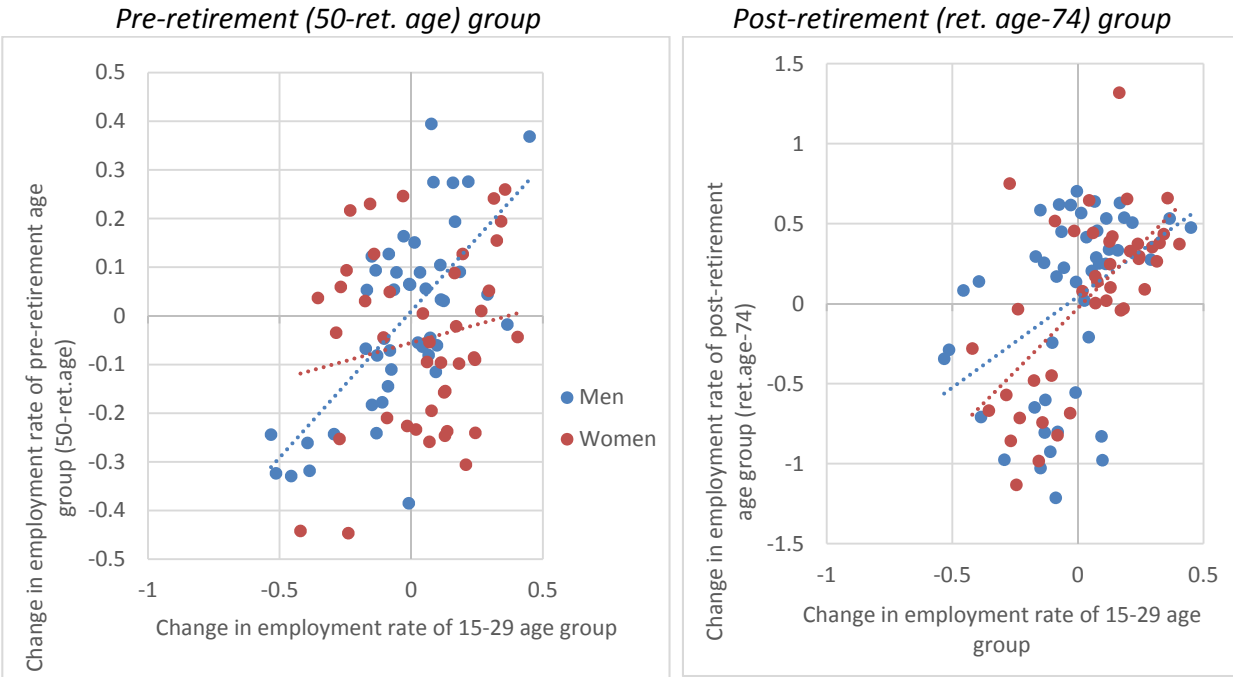 Pre-retirement (50-ret. age) group
Change in employment rate of pre-retirement age
group (50-ret.age)
0.5
0.4
0.3
0.2
0.1
0
-0.1
-0.2
-0.3
-0.4
-0.5
-1
-0.5
0
0.5
Change in employment rate of 15-29 age group
Men
Women
Post-retirement (ret. age-74) group
Change in employment rate of post-retirement
age group (ret.age-74)
1.5
1
0.5
0
-0.5
-1
-1.5
-1
-0.5
0
0.5
Change in employment rate of 15-29 age
group